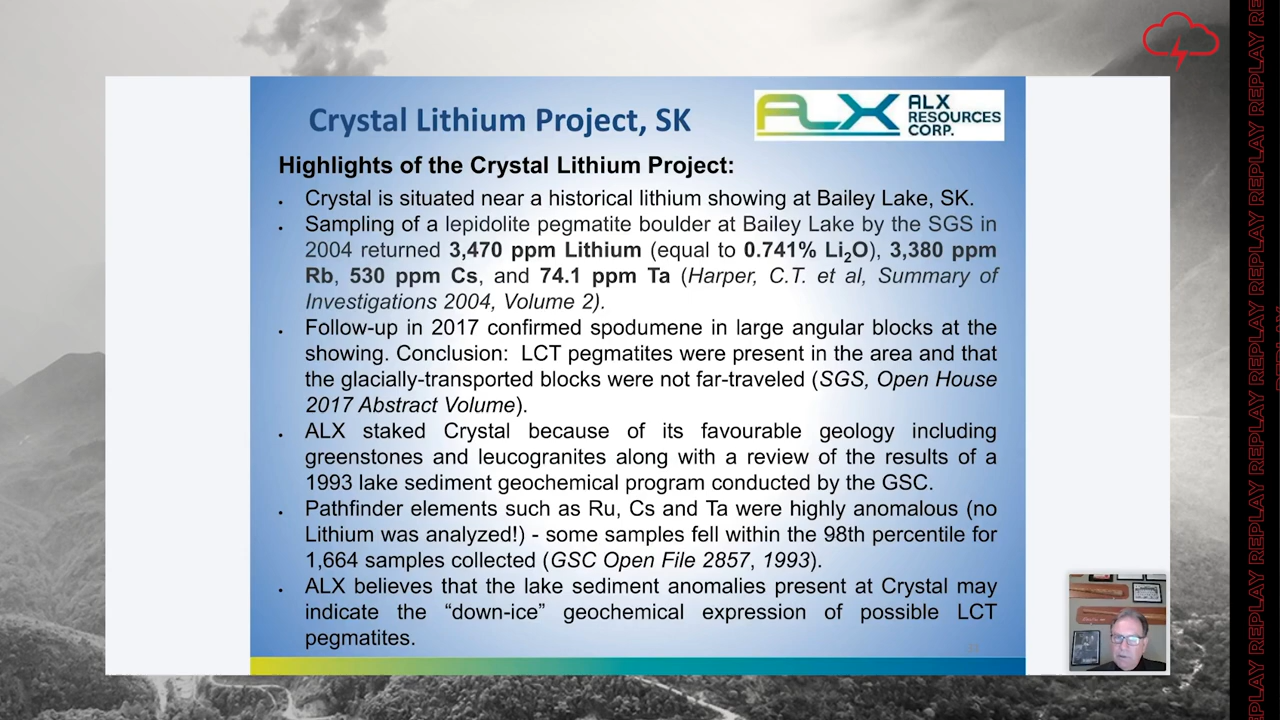 Crystal Lithium Project, SK
ALX
ALX
RESOURCES
CORP.
Highlights of the Crystal Lithium Project:
• Crystal is situated near a historical lithium showing at Bailey Lake, SK.
• Sampling of a lepidolite pegmatite boulder at Bailey Lake by the SGS in
2004 returned 3,470 ppm Lithium (equal to 0.741% Li₂O), 3,380 ppm
Rb, 530 ppm Cs, and 74.1 ppm Ta (Harper, C.T. et al, Summary of
Investigations 2004, Volume 2).
• Follow-up in 2017 confirmed spodumene in large angular blocks at the
showing. Conclusion: LCT pegmatites were present in the area and that
the glacially-transported blocks were not far-traveled (SGS, Open House
2017 Abstract Volume).
• ALX staked Crystal because of its favourable geology including
greenstones and leucogranites along with a review of the results of a
1993 lake sediment geochemical program conducted by the GSC.
• Pathfinder elements such as Ru, Cs and Ta were highly anomalous (no
Lithium was analyzed!) - some samples fell within the 98th percentile for
1,664 samples collected (GSC Open File 2857, 1993).
• ALX believes that the lake sediment anomalies present at Crystal may
indicate the “down-ice” geochemical expression of possible LCT
pegmatites.
REPLAY REPLAY REPLAY REPLAY REPLAY REPLAY REPLAY REPLAY